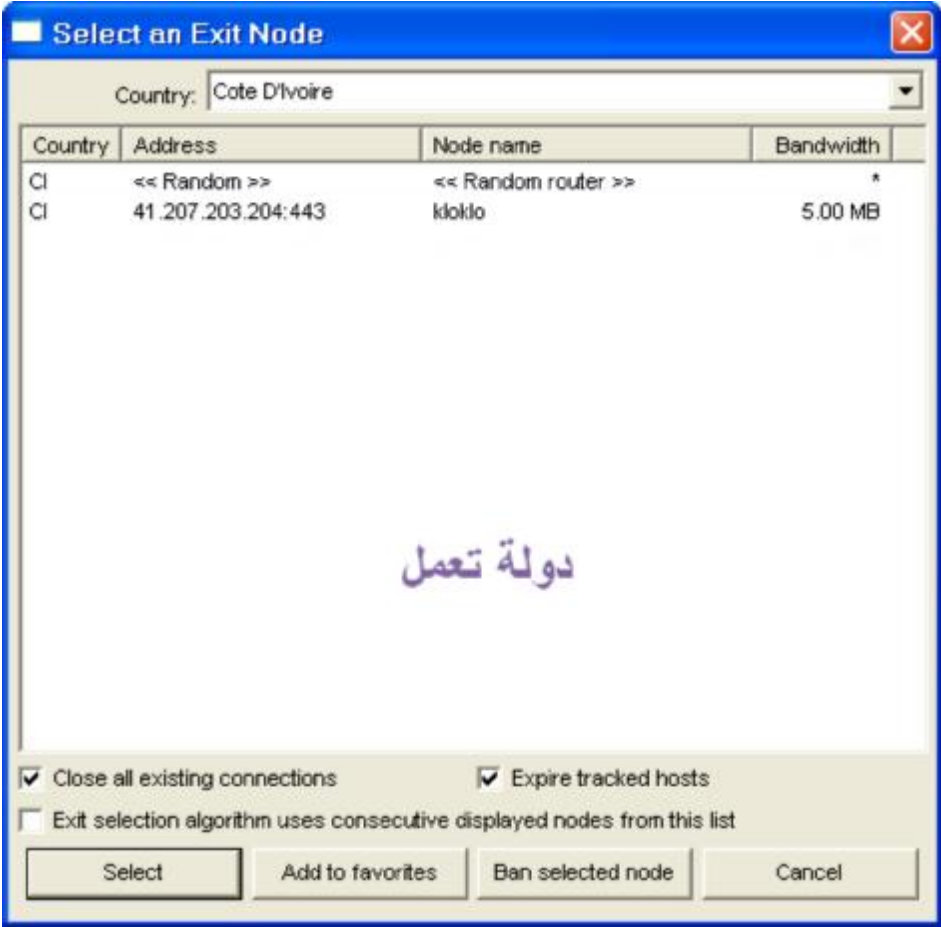 Select an Exit Node
Country: Cote D'Ivoire
Country Address Node name Bandwidth
CI << Random >> << Random router >> *
CI 41.207.203.204:443 kloklo 5.00 MB
دولة تعمل
Close all existing connections Expire tracked hosts
Exit selection algorithm uses consecutive displayed nodes from this list
Select Add to favorites Ban selected node Cancel